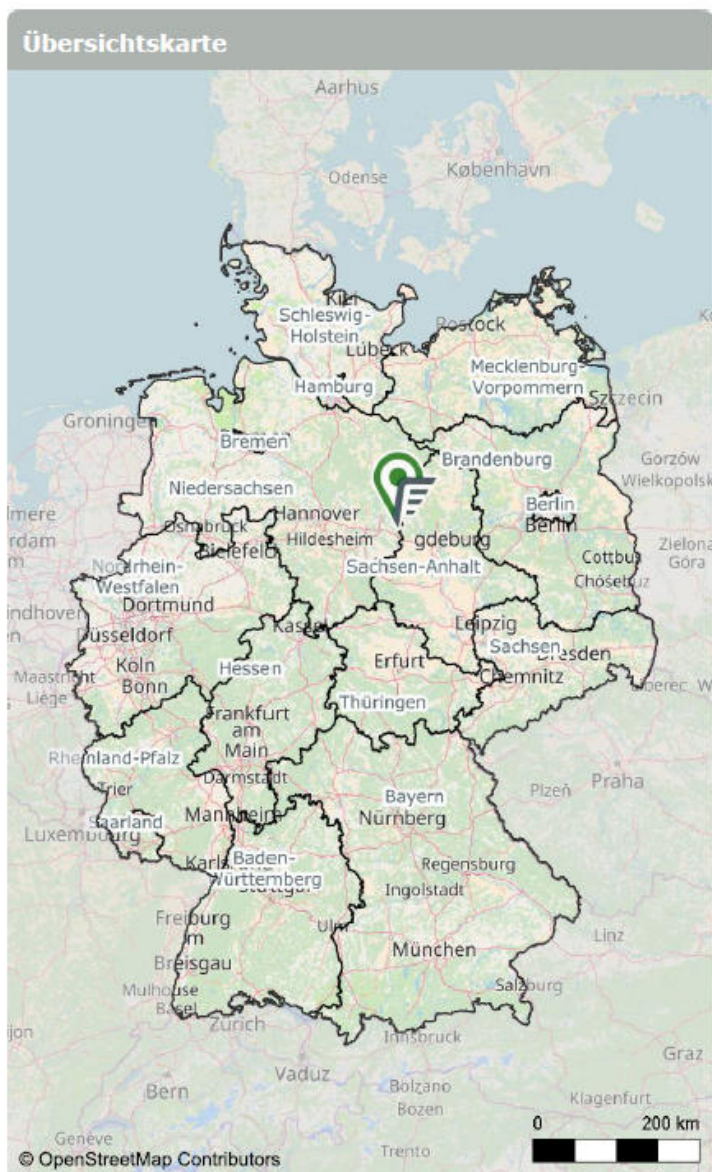 Übersichtskarte
Aarhus
København
Odense
Kiel
Schleswig-
Holstein
Rostock
Lübeck
Mecklenburg-
Vorpommern
Hamburg
Szczecin
Groningen
Bremen
Brandenburg
Gorzów
Wielkopolski
Niedersachsen
Berlin
Berlin
Osnabrück
Hannover
Bielefeld
Hildesheim
gdeburg
Zielona
Góra
Cottbus
Chóśebuz
Sachsen-Anhalt
Nordrhein-
Westfalen
Dortmund
Düsseldorf
Kassel
Leipzig
Sachsen
Dresden
Erfurt
Hessen
Köln
Bonn
Maastricht
Liège
Chemnitz
Liberec
Thüringen
Frankfurt
am
Main
Rheinland-Pfalz
Darmstadt
Trier
Praha
Plzeň
Bayern
Nürnberg
Saarland
Luxembourg
Mannheim
Baden-
Württemberg
Stuttgart
Regensburg
Ingolstadt
Freiburg
im
Breisgau
Ulm
Linz
München
Mulhouse
Basel
Salzburg
Zürich
Innsbruck
Vaduz
Graz
Bern
Bolzano
Bozen
Klagenfurt
Genève
Trento
0 200 km
© OpenStreetMap Contributors